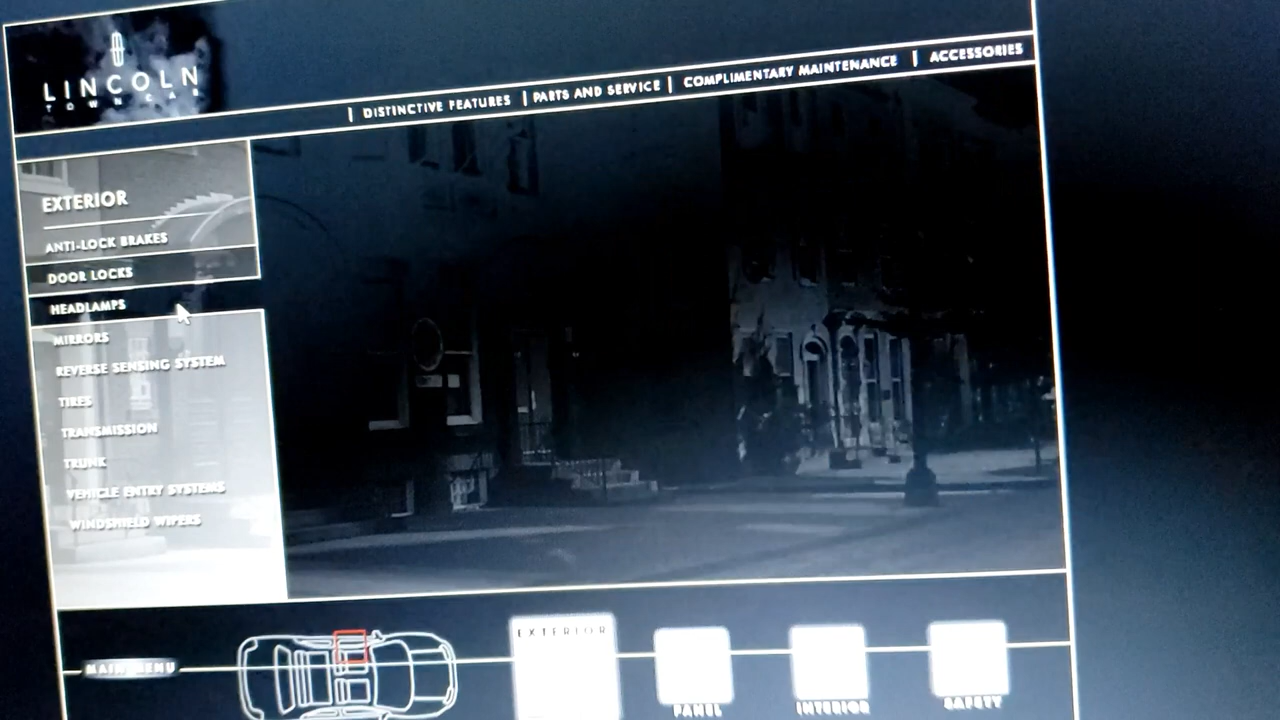 LINCOLN
TOWN CAR
| DISTINCTIVE FEATURES | PARTS AND SERVICE | COMPLIMENTARY MAINTENANCE | ACCESSORIES
EXTERIOR
ANTI-LOCK BRAKES
DOOR LOCKS
HEADLAMPS
MIRRORS
REVERSE SENSING SYSTEM
TIRES
TRANSMISSION
TRUNK
VEHICLE ENTRY SYSTEMS
WINDSHIELD WIPERS
MAIN MENU
EXTERIOR
PANEL
INTERIOR
SAFETY